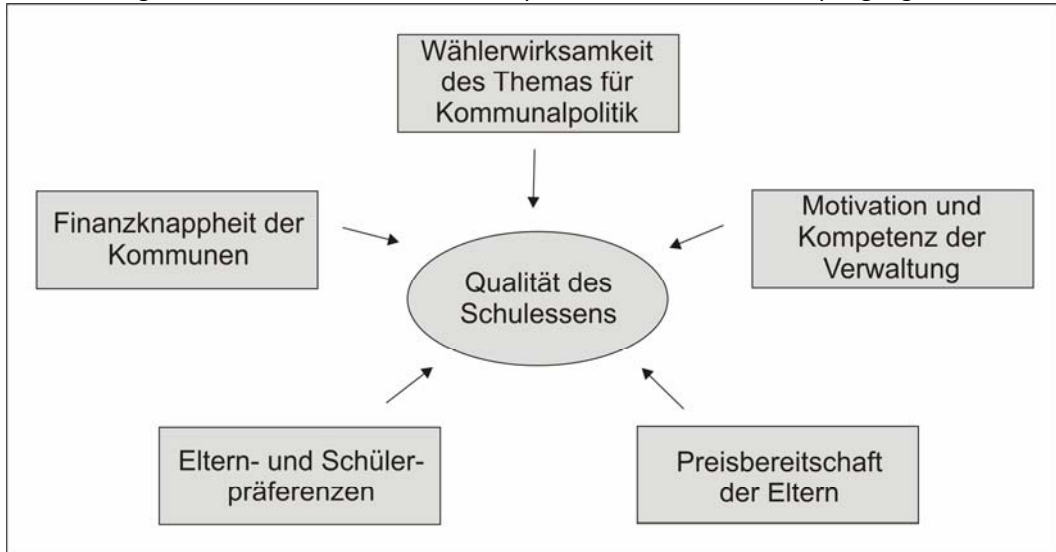 Wählerwirksamkeit
des Themas für
Kommunalpolitik
Finanzknappheit der
Kommunen
Motivation und
Kompetenz der
Verwaltung
Qualität des
Schulessens
Eltern- und Schüler-
präferenzen
Preisbereitschaft
der Eltern